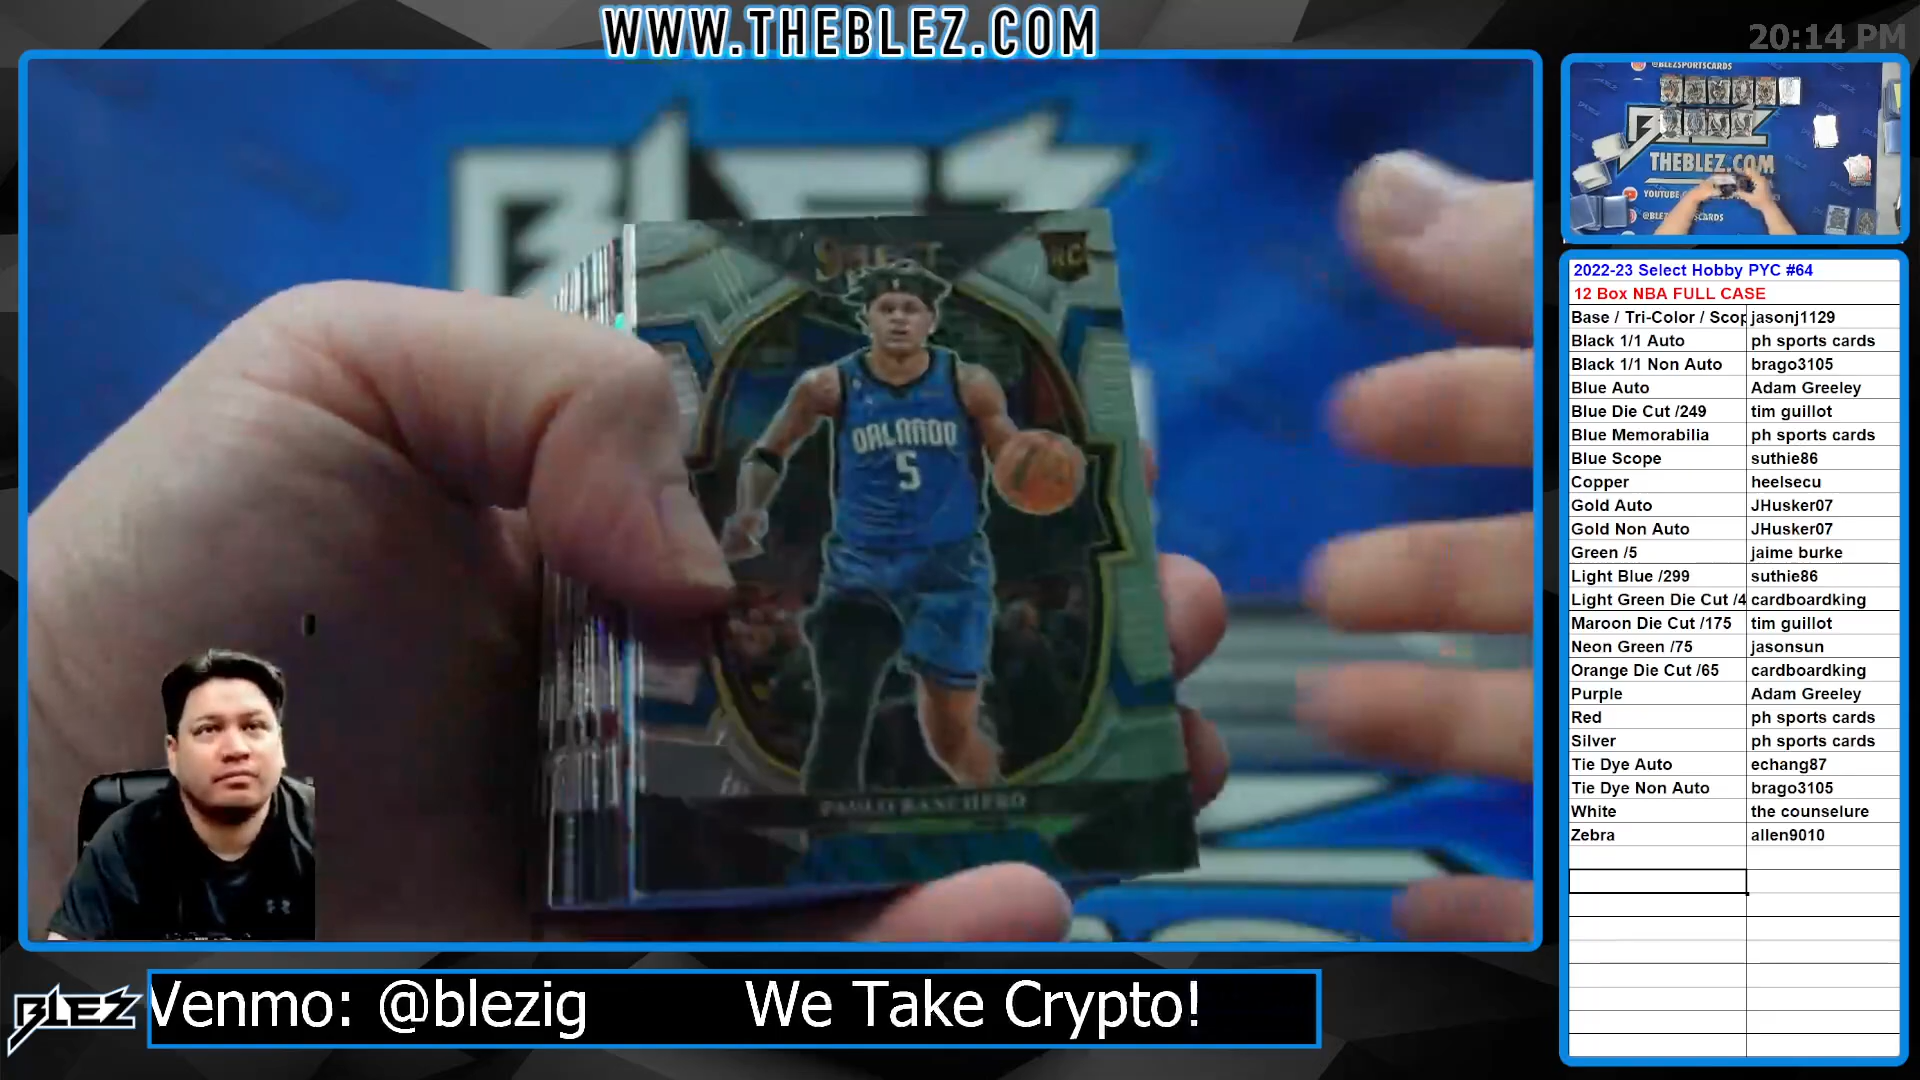 WWW.THEBLEZ.COM
20:14 PM
BLEZ
SELECT
RC
ORLANDO
5
PAOLO BANCHERO
@BLEZSPORTSCARDS
BLEZ
THEBLEZ.COM
YOUTUBE
2022-23 Select Hobby PYC #64
12 Box NBA FULL CASE
Base / Tri-Color / Scop jasonj1129
Black 1/1 Auto ph sports cards
Black 1/1 Non Auto brago3105
Blue Auto Adam Greeley
Blue Die Cut /249 tim guillot
Blue Memorabilia ph sports cards
Blue Scope suthie86
Copper heelsecu
Gold Auto JHusker07
Gold Non Auto JHusker07
Green /5 jaime burke
Light Blue /299 suthie86
Light Green Die Cut /4 cardboardking
Maroon Die Cut /175 tim guillot
Neon Green /75 jasonsun
Orange Die Cut /65 cardboardking
Purple Adam Greeley
Red ph sports cards
Silver ph sports cards
Tie Dye Auto echang87
Tie Dye Non Auto brago3105
White the counselure
Zebra allen9010
BLEZ
Venmo: @blezig We Take Crypto!